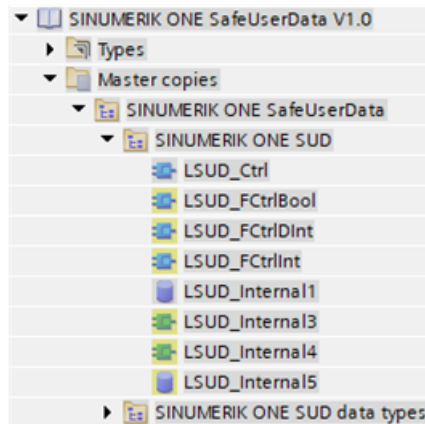 SINUMERIK ONE SafeUserData V1.0
Types
Master copies
SINUMERIK ONE SafeUserData
SINUMERIK ONE SUD
LSUD_Ctrl
LSUD_FCtrlBool
LSUD_FCtrlDInt
LSUD_FCtrlInt
LSUD_Internal1
LSUD_Internal3
LSUD_Internal4
LSUD_Internal5
SINUMERIK ONE SUD data types